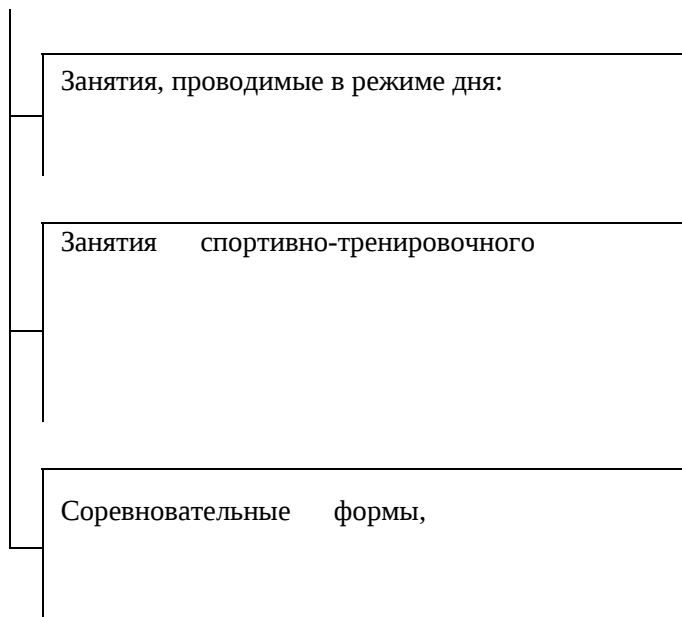 Занятия, проводимые в режиме дня:
Занятия спортивно-тренировочного
Соревновательные формы,